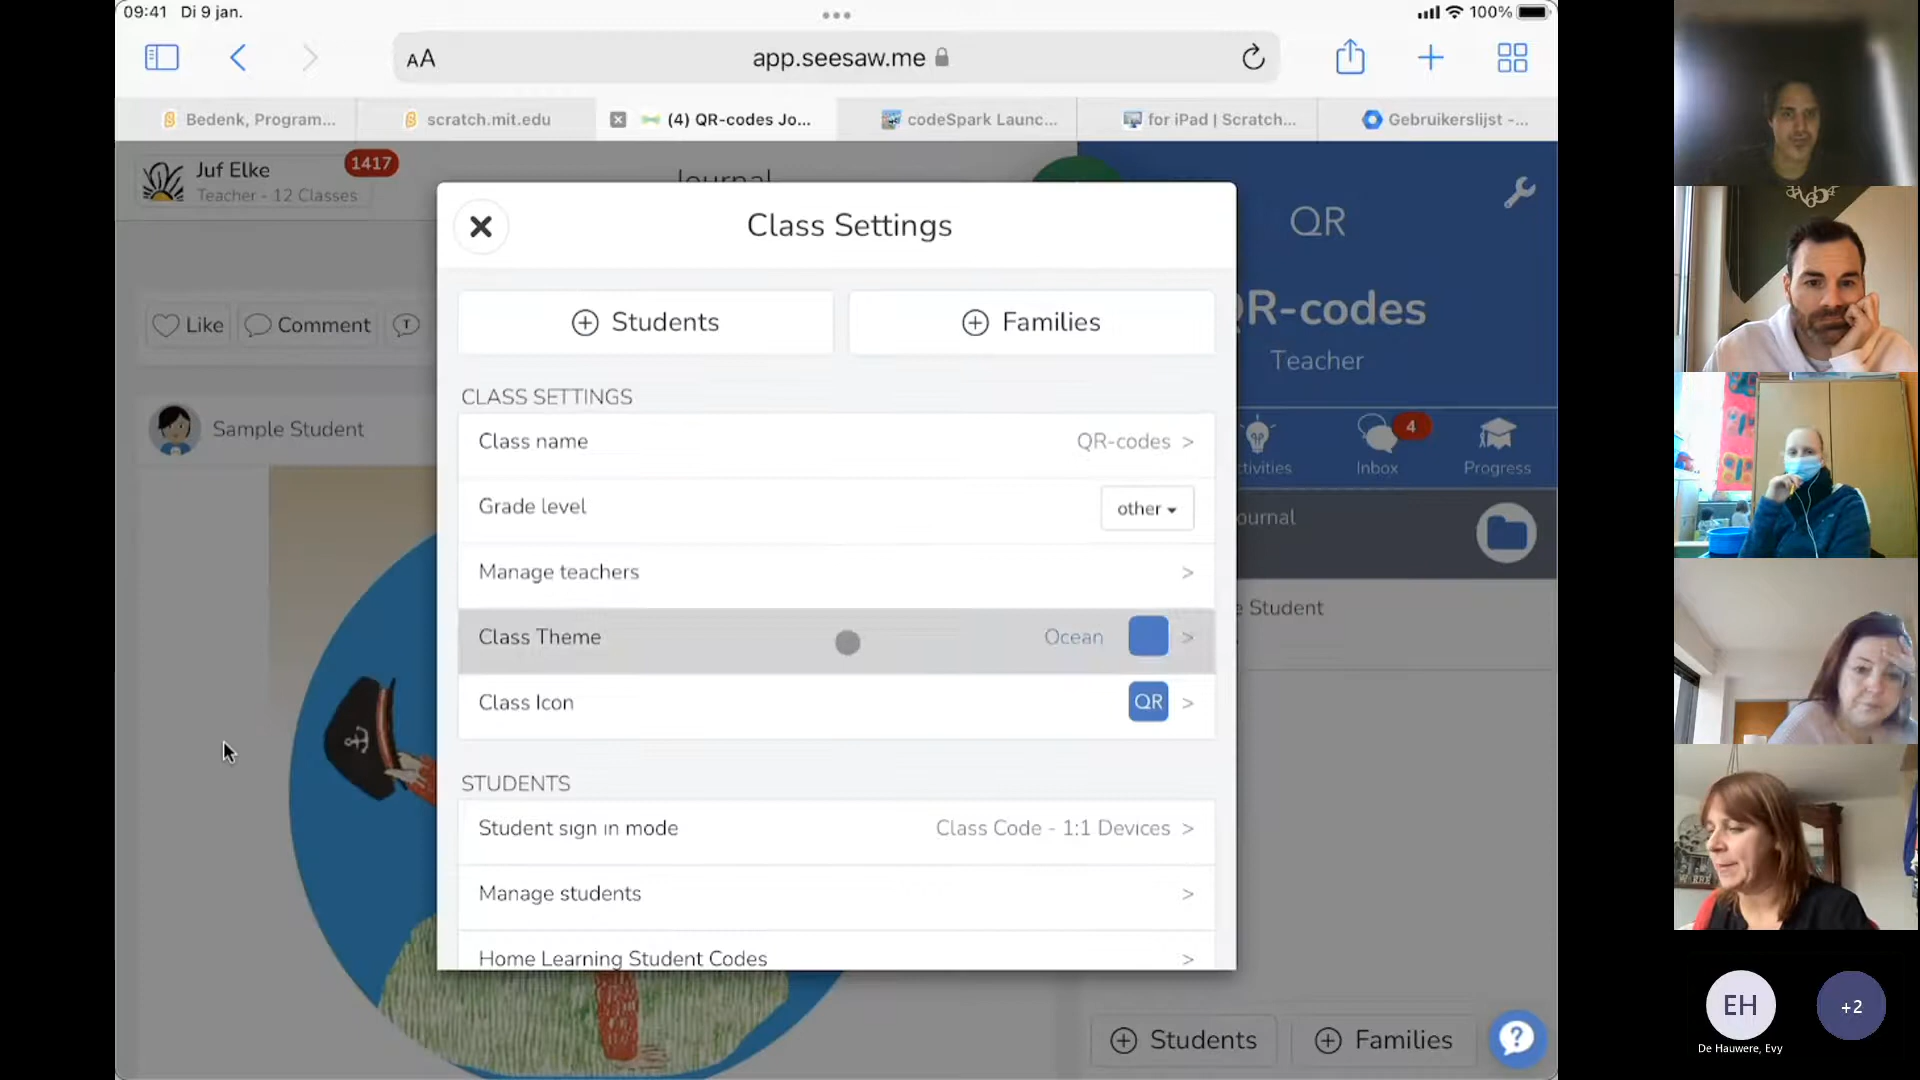 09:41 Di 9 jan.
100%
AA
app.seesaw.me
Bedenk, Program...
scratch.mit.edu
(4) QR-codes Jo...
codeSpark Launc...
for iPad | Scratch...
Gebruikerslijst -...
Juf Elke
1417
Teacher - 12 Classes
Journal
Class Settings
QR
QR-codes
Teacher
Students
Families
Like
Comment
T
CLASS SETTINGS
Class name
QR-codes >
Sample Student
Activities
Inbox
4
Progress
Grade level
other
Journal
Manage teachers
>
e Student
Class Theme
Ocean
>
Class Icon
QR
>
STUDENTS
Student sign in mode
Class Code - 1:1 Devices >
Manage students
>
Home Learning Student Codes
>
Students
Families
?
EH
+2
De Hauwere, Evy